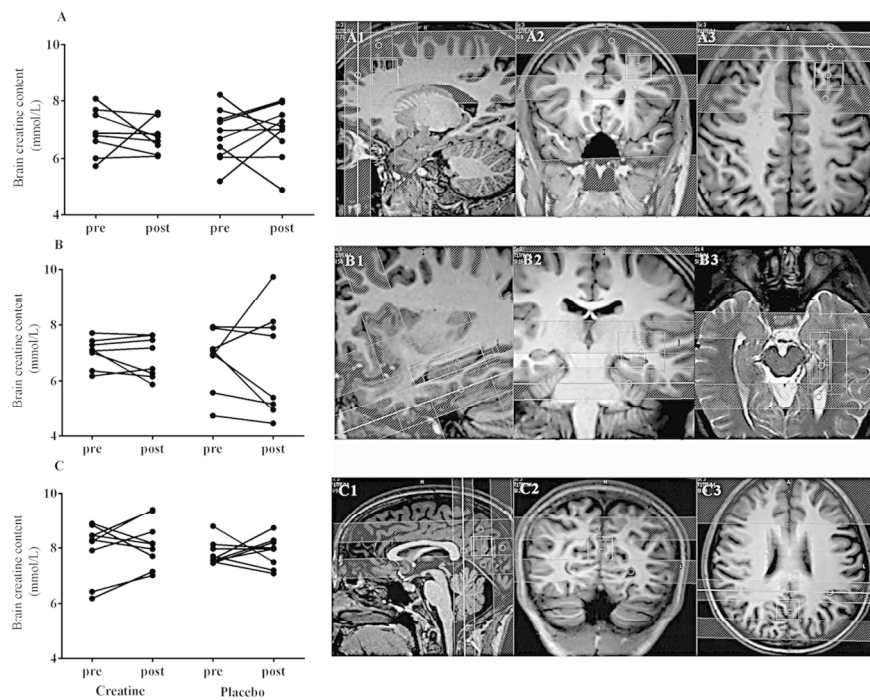 A
Brain creatine content
(mmol/L)
10
8
6
4
pre
post
pre
post
A1
A2
A3
B
Brain creatine content
(mmol/L)
10
8
6
4
pre
post
pre
post
B1
B2
B3
C
Brain creatine content
(mmol/L)
10
8
6
4
pre
post
pre
post
Creatine
Placebo
C1
C2
C3